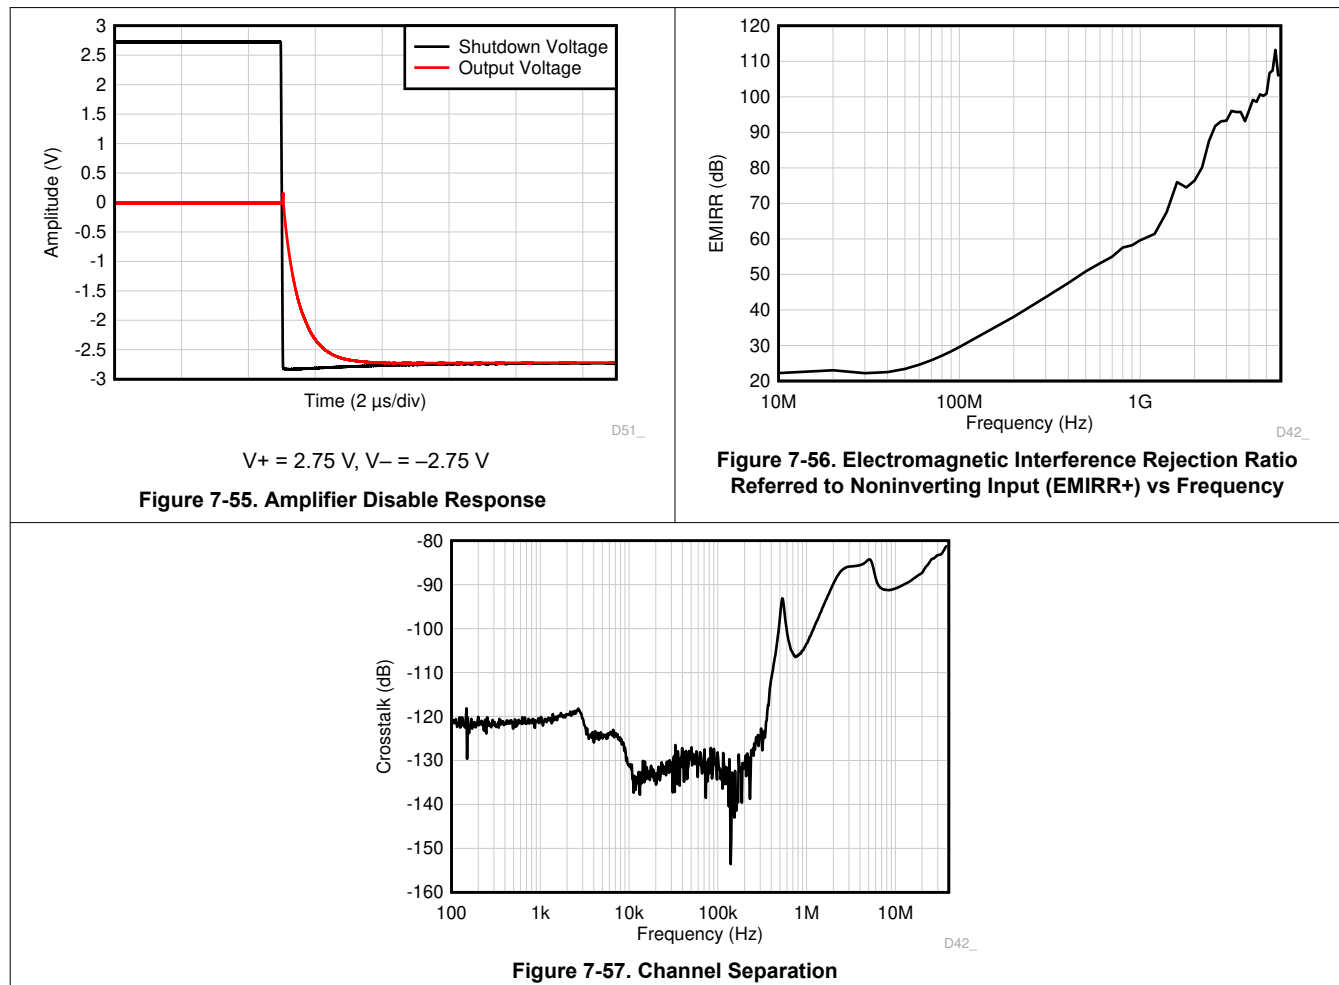 3
2.5
2
1.5
1
0.5
0
-0.5
-1
-1.5
-2
-2.5
-3
Amplitude (V)
Shutdown Voltage
Output Voltage
Time (2 µs/div)
D51_
V+ = 2.75 V, V– = –2.75 V
Figure 7-55. Amplifier Disable Response
120
110
100
90
80
70
60
50
40
30
20
EMIRR (dB)
10M 100M 1G
Frequency (Hz)
D42_
Figure 7-56. Electromagnetic Interference Rejection Ratio
Referred to Noninverting Input (EMIRR+) vs Frequency
-80
-90
-100
-110
-120
-130
-140
-150
-160
Crosstalk (dB)
100 1k 10k 100k 1M 10M
Frequency (Hz)
D42_
Figure 7-57. Channel Separation